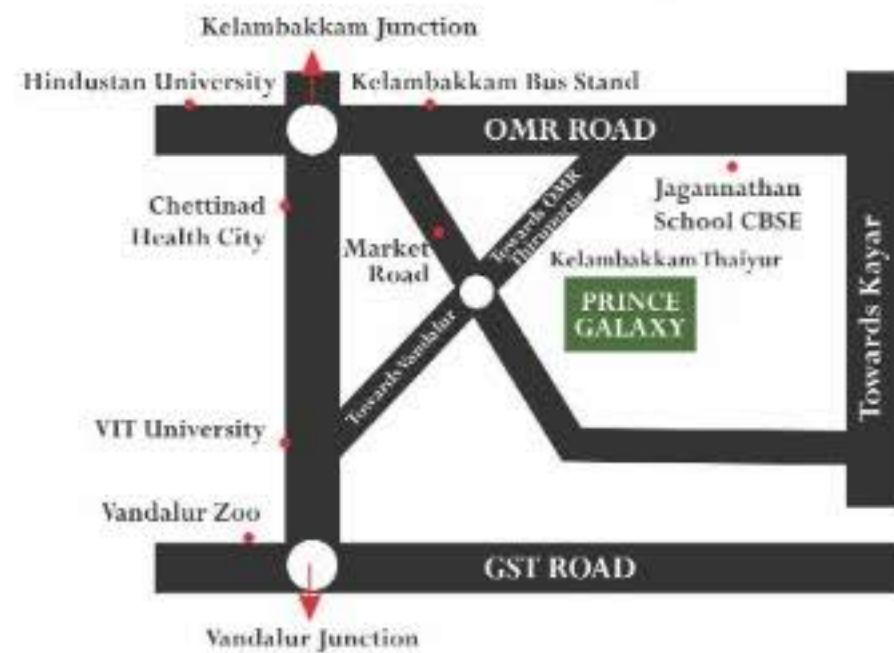 Kelambakkam Junction
Hindustan University
Kelambakkam Bus Stand
OMR ROAD
Chettinad
Health City
Market
Road
Towards OMR
Thiruporur
Jagannathan
School CBSE
Kelambakkam Thaiyur
PRINCE
GALAXY
Towards Kayar
Towards Vandalur
VIT University
Vandalur Zoo
GST ROAD
Vandalur Junction